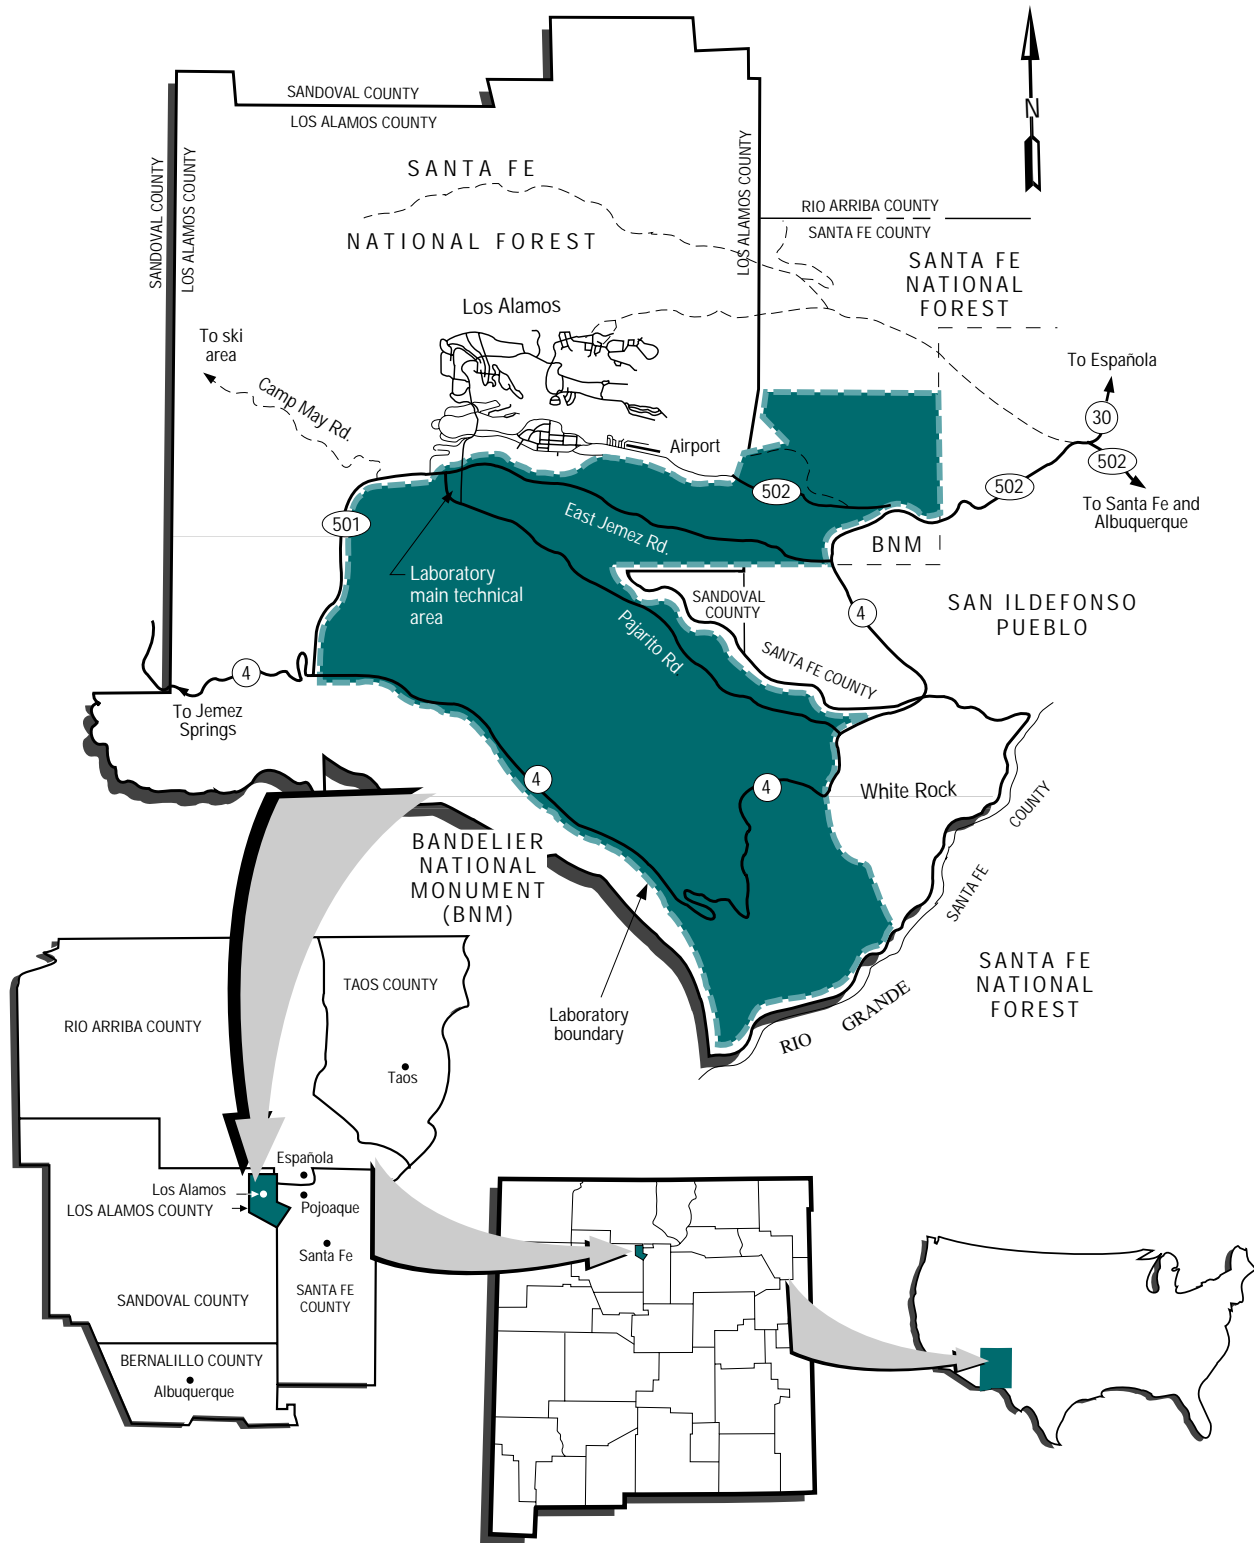 N
SANDOVAL COUNTY
LOS ALAMOS COUNTY
SANDOVAL COUNTY
LOS ALAMOS COUNTY
LOS ALAMOS COUNTY
SANTA FE
NATIONAL FOREST
RIO ARRIBA COUNTY
SANTA FE COUNTY
SANTA FE
NATIONAL
FOREST
Los Alamos
To ski
area
Camp May Rd.
To Española
30
Airport
502
502
502
To Santa Fe and
Albuquerque
501
East Jemez Rd.
BNM
Laboratory
main technical
area
SANDOVAL
COUNTY
SAN ILDEFONSO
PUEBLO
4
Pajarito Rd.
SANTA FE COUNTY
4
To Jemez
Springs
4
4
White Rock
COUNTY
SANTA FE
BANDELIER
NATIONAL
MONUMENT
(BNM)
SANTA FE
NATIONAL
FOREST
Laboratory
boundary
RIO GRANDE
TAOS COUNTY
RIO ARRIBA COUNTY
Taos
Española
Los Alamos
LOS ALAMOS COUNTY
Pojoaque
Santa Fe
SANDOVAL COUNTY
SANTA FE
COUNTY
BERNALILLO COUNTY
Albuquerque